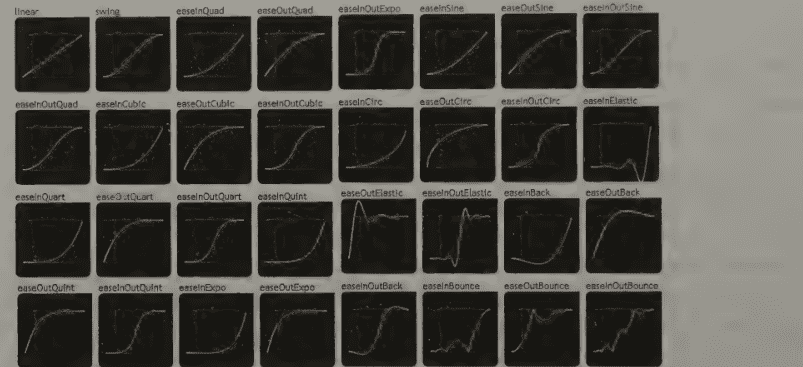 linear swing easeInQuad easeOutQuad easeInOutExpo easeInSine easeOutSine easeInOutSine
easeInOutQuad easeInCubic easeOutCubic easeInOutCubic easeInCirc easeOutCirc easeInOutCirc easeInElastic
easeInQuart easeOutQuart easeInOutQuart easeInQuint easeOutElastic easeInOutElastic easeInBack easeOutBack
easeOutQuint easeInOutQuint easeInExpo easeOutExpo easeInOutBack easeInBounce easeOutBounce easeInOutBounce